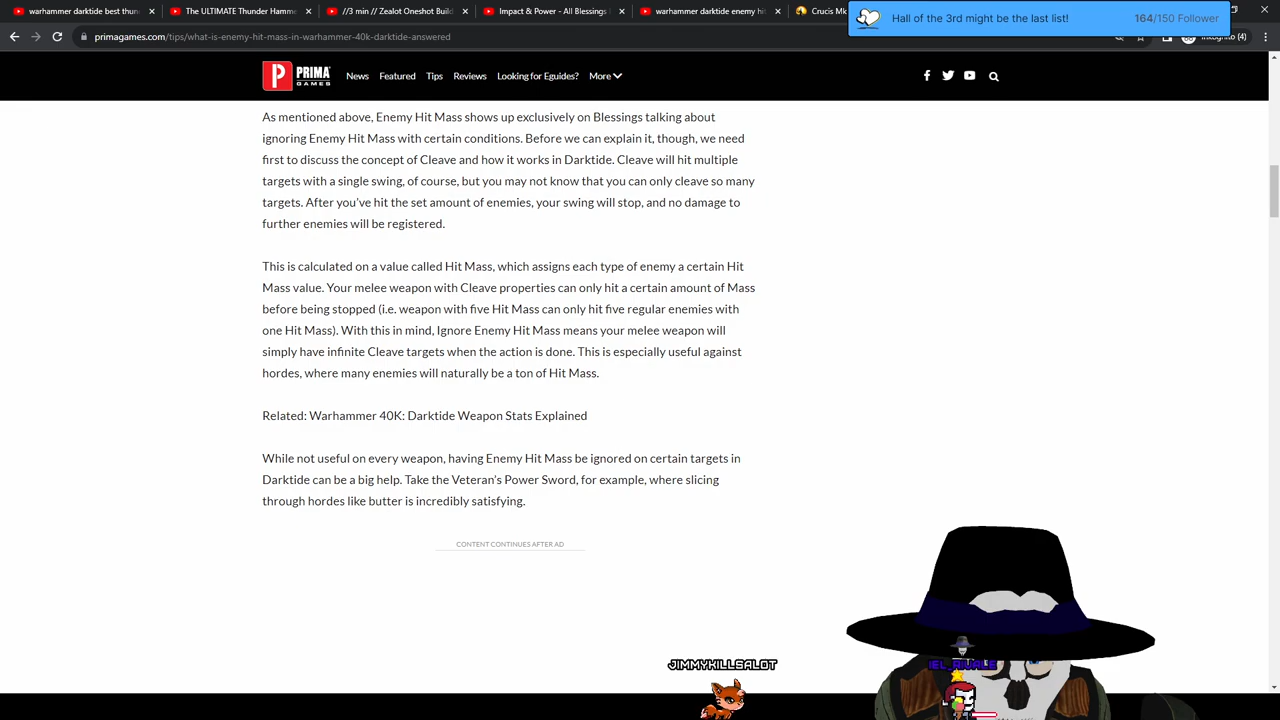 warhammer darktide best thun
The ULTIMATE Thunder Hamme
//3 min // Zealot Oneshot Build
Impact & Power - All Blessings
warhammer darktide enemy hit
Crucis Mk
Hall of the 3rd might be the last list! 164/150 Follower
primagames.com/tips/what-is-enemy-hit-mass-in-warhammer-40k-darktide-answered
(4)
PRIMA GAMES
News Featured Tips Reviews Looking for Eguides? More
As mentioned above, Enemy Hit Mass shows up exclusively on Blessings talking about
ignoring Enemy Hit Mass with certain conditions. Before we can explain it, though, we need
first to discuss the concept of Cleave and how it works in Darktide. Cleave will hit multiple
targets with a single swing, of course, but you may not know that you can only cleave so many
targets. After you've hit the set amount of enemies, your swing will stop, and no damage to
further enemies will be registered.
This is calculated on a value called Hit Mass, which assigns each type of enemy a certain Hit
Mass value. Your melee weapon with Cleave properties can only hit a certain amount of Mass
before being stopped (i.e. weapon with five Hit Mass can only hit five regular enemies with
one Hit Mass). With this in mind, Ignore Enemy Hit Mass means your melee weapon will
simply have infinite Cleave targets when the action is done. This is especially useful against
hordes, where many enemies will naturally be a ton of Hit Mass.
Related: Warhammer 40K: Darktide Weapon Stats Explained
While not useful on every weapon, having Enemy Hit Mass be ignored on certain targets in
Darktide can be a big help. Take the Veteran's Power Sword, for example, where slicing
through hordes like butter is incredibly satisfying.
CONTENT CONTINUES AFTER AD
JIMMYKILLSALOT